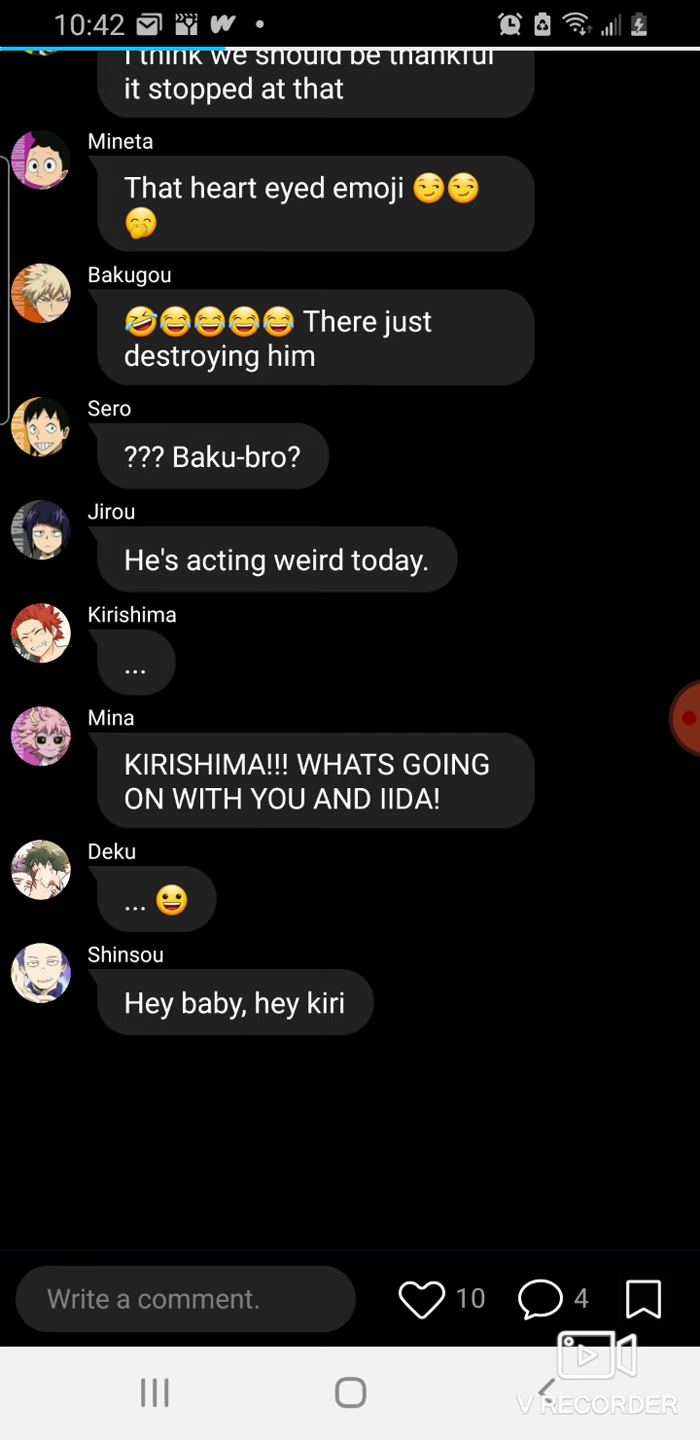 10:42
I think we should be thankful
it stopped at that
Mineta
That heart eyed emoji 😏😏
🤭
Bakugou
🤣😂😂😂😂 There just
destroying him
Sero
??? Baku-bro?
Jirou
He's acting weird today.
Kirishima
...
Mina
KIRISHIMA!!! WHATS GOING
ON WITH YOU AND IIDA!
Deku
... 😀
Shinsou
Hey baby, hey kiri
Write a comment.
10
4
V RECORDER